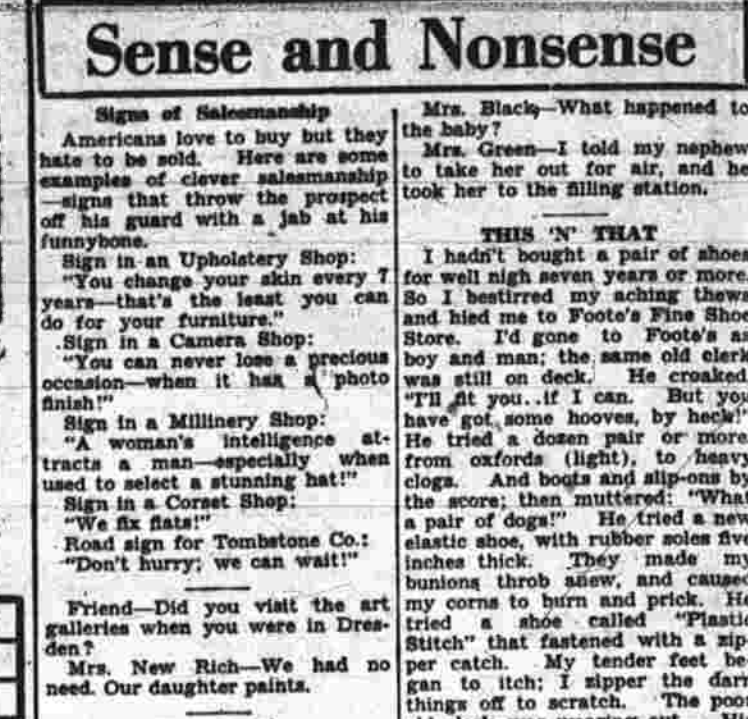 Sense and Nonsense
Signs of Salesmanship
Americans love to buy but they
hate to be sold. Here are some
examples of clever salesmanship
—signs that throw the prospect
off his guard with a jab at his
funnybone.
Sign in an Upholstery Shop:
"You change your skin every 7
years—that's the least you can
do for your furniture."
Sign in a Camera Shop:
"You can never lose a precious
occasion—when it has a photo
finish!"
Sign in a Millinery Shop:
"A woman's intelligence at-
tracts a man—especially when
used to select a stunning hat!"
Sign in a Corset Shop:
"We fix flats!"
Road sign for Tombstone Co.:
"Don't hurry; we can wait!"
Friend—Did you visit the art
galleries when you were in Dres-
den?
Mrs. New Rich—We had no
need. Our daughter paints.
Mrs. Black—What happened to
the baby?
Mrs. Green—I told my nephew
to take her out for air, and he
took her to the filling station.
THIS 'N' THAT
I hadn't bought a pair of shoes
for well nigh seven years or more.
So I bestirred my aching thews
and hied me to Foote's Fine Shoe
Store. I'd gone to Foote's as
boy and man; the same old clerk
was still on deck. He croaked,
"I'll fit you..if I can. But you
have got some hooves, by heck!"
He tried a dozen pair or more,
from oxfords (light), to heavy
clogs. And boots and slip-ons by
the score; then muttered: "What
a pair of dogs!" He tried a new
elastic shoe, with rubber soles five
inches thick. They made my
bunions throb anew, and caused
my corns to burn and prick. He
tried a shoe called "Plastic
Stitch" that fastened with a zip-
per catch. My tender feet be-
gan to itch; I zipper the darn
things off to scratch. The poor